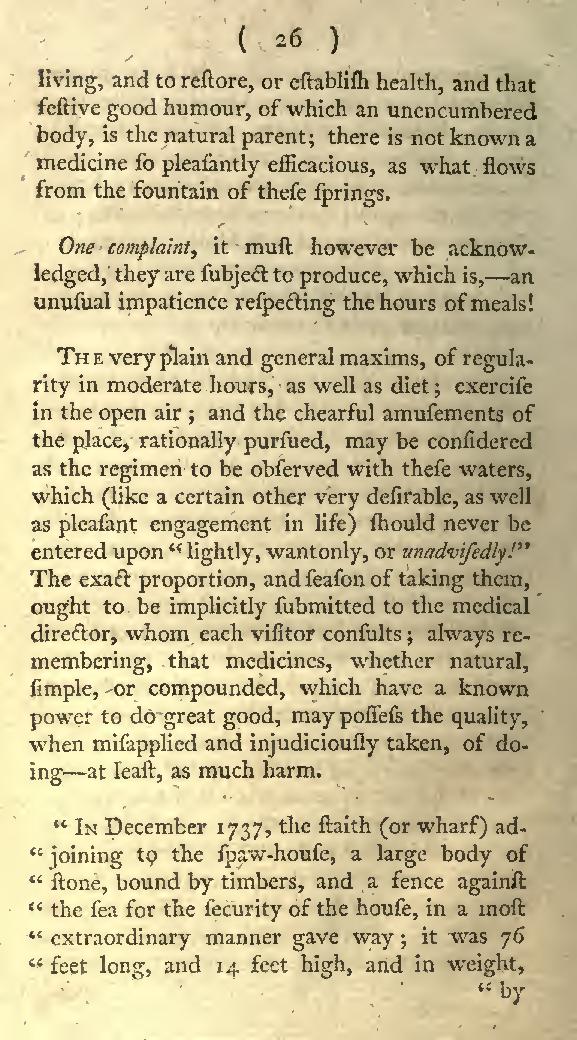 ( 26 )
living, and to reſtore, or eſtabliſh health, and that
feſtive good humour, of which an unencumbered
body, is the natural parent; there is not known a
medicine ſo pleaſantly efficacious, as what flows
from the fountain of theſe ſprings.
One complaint, it muſt however be acknow-
ledged, they are ſubject to produce, which is,—an
unuſual impatience reſpecting the hours of meals!
THE very plain and general maxims, of regula-
rity in moderate hours, as well as diet; exerciſe
in the open air; and the chearful amuſements of
the place, rationally purſued, may be conſidered
as the regimen to be obſerved with theſe waters,
which (like a certain other very deſirable, as well
as pleaſant engagement in life) ſhould never be
entered upon “lightly, wantonly, or unadviſedly!”
The exact proportion, and ſeaſon of taking them,
ought to be implicitly ſubmitted to the medical
director, whom each viſitor conſults; always re-
membering, that medicines, whether natural,
ſimple, or compounded, which have a known
power to do great good, may poſſeſs the quality,
when miſapplied and injudiciouſly taken, of do-
ing—at leaſt, as much harm.
“ IN December 1737, the ſtaith (or wharf) ad-
“ joining to the ſpaw-houſe, a large body of
“ ſtone, bound by timbers, and a fence againſt
“ the ſea for the ſecurity of the houſe, in a moſt
“ extraordinary manner gave way; it was 76
“ feet long, and 14 feet high, and in weight,
“ by